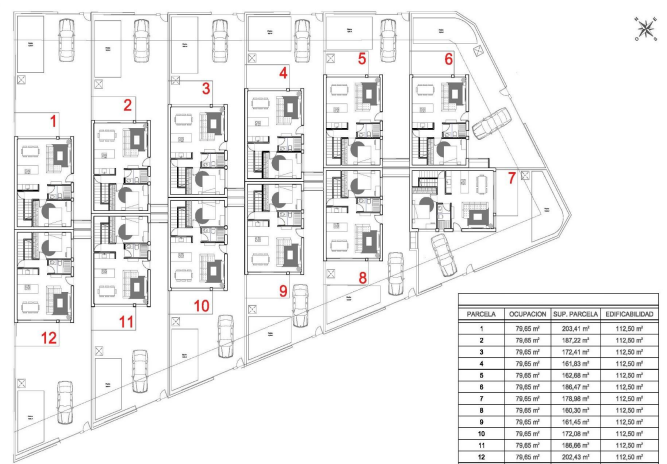 1
2
3
4
5
6
7
8
9
10
11
12
PARCELA OCUPACION SUP. PARCELA EDIFICABILIDAD
1 79,65 m² 203,41 m² 112,50 m²
2 79,65 m² 187,22 m² 112,50 m²
3 79,65 m² 172,41 m² 112,50 m²
4 79,65 m² 161,83 m² 112,50 m²
5 79,65 m² 162,68 m² 112,50 m²
6 79,65 m² 186,47 m² 112,50 m²
7 79,65 m² 178,98 m² 112,50 m²
8 79,65 m² 160,30 m² 112,50 m²
9 79,65 m² 161,45 m² 112,50 m²
10 79,65 m² 172,08 m² 112,50 m²
11 79,65 m² 186,86 m² 112,50 m²
12 79,65 m² 202,43 m² 112,50 m²